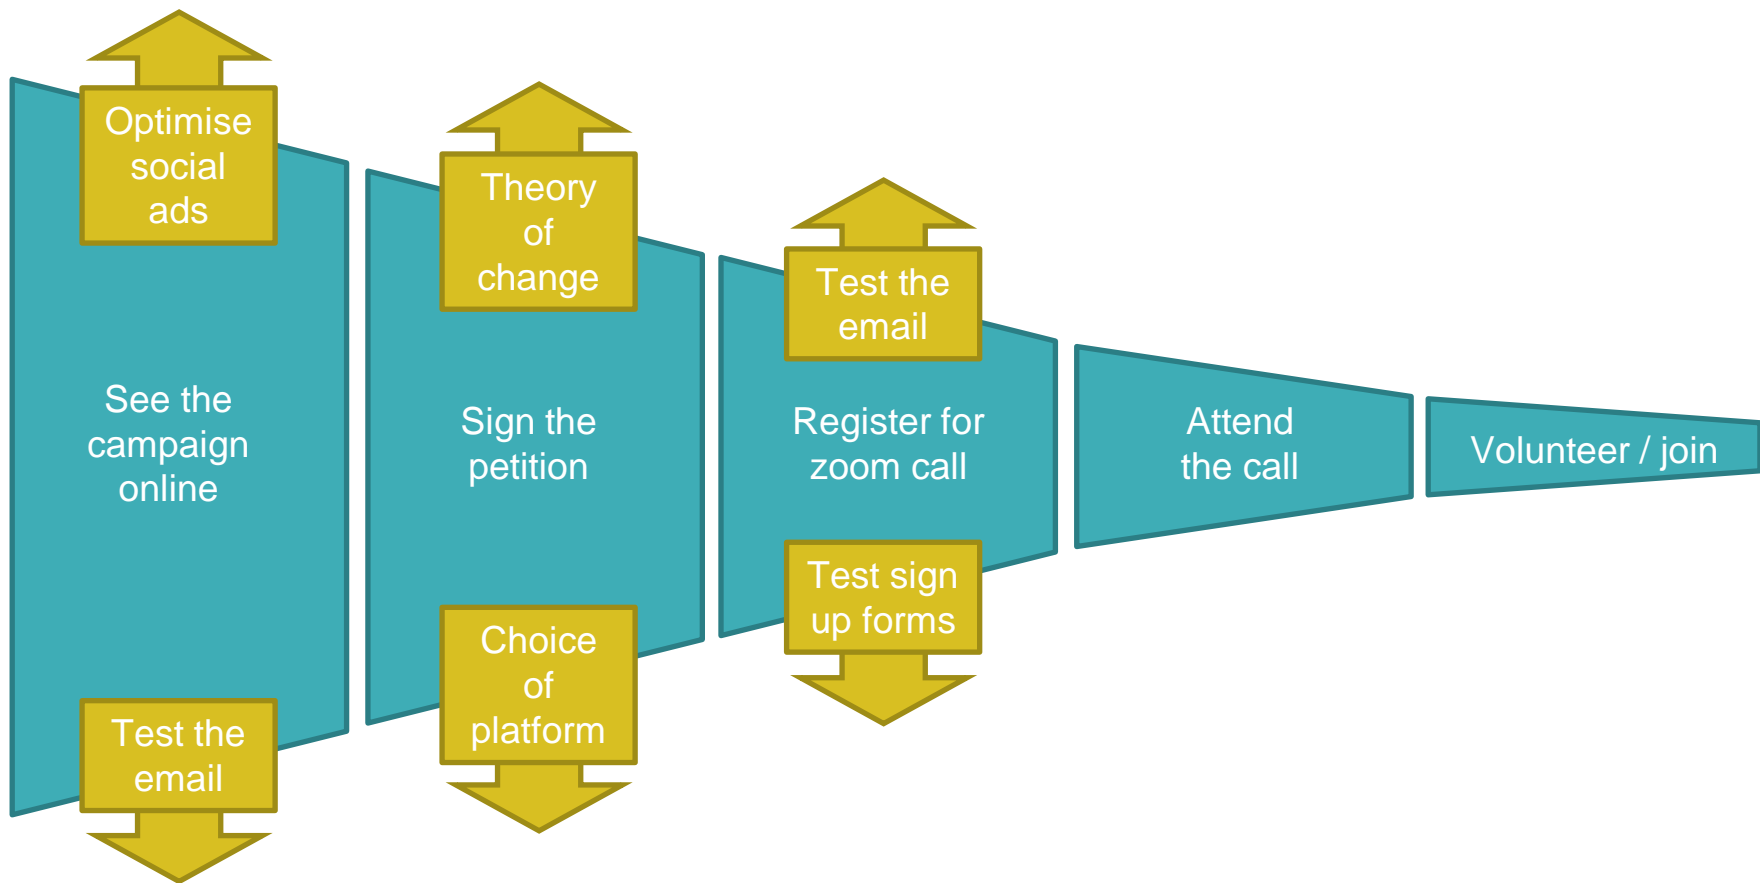 Optimise
social
ads
See the
campaign
online
Test the
email
Theory
of
change
Sign the
petition
Choice
of
platform
Test the
email
Register for
zoom call
Test sign
up forms
Attend
the call
Volunteer / join